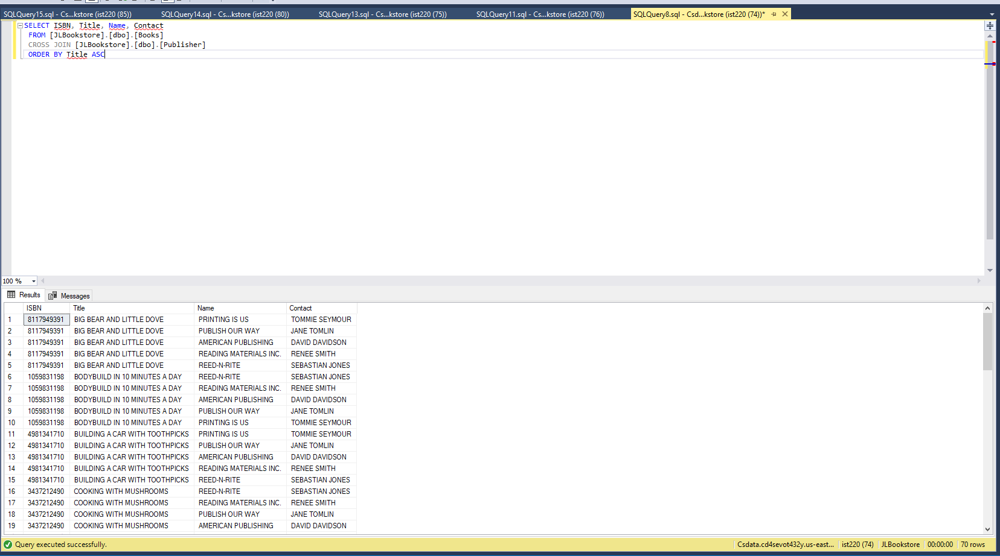 SQLQuery15.sql - Cs...kstore (ist220 (85)) SQLQuery14.sql - Cs...kstore (ist220 (80)) SQLQuery13.sql - Cs...kstore (ist220 (75)) SQLQuery11.sql - Cs...kstore (ist220 (76)) SQLQuery8.sql - Csd...kstore (ist220 (74))*
SELECT ISBN, Title, Name, Contact
FROM [JLBookstore].[dbo].[Books]
CROSS JOIN [JLBookstore].[dbo].[Publisher]
ORDER BY Title ASC
100 %
Results Messages
ISBN Title Name Contact
1 8117949391 BIG BEAR AND LITTLE DOVE PRINTING IS US TOMMIE SEYMOUR
2 8117949391 BIG BEAR AND LITTLE DOVE PUBLISH OUR WAY JANE TOMLIN
3 8117949391 BIG BEAR AND LITTLE DOVE AMERICAN PUBLISHING DAVID DAVIDSON
4 8117949391 BIG BEAR AND LITTLE DOVE READING MATERIALS INC. RENEE SMITH
5 8117949391 BIG BEAR AND LITTLE DOVE REED-N-RITE SEBASTIAN JONES
6 1059831198 BODYBUILD IN 10 MINUTES A DAY REED-N-RITE SEBASTIAN JONES
7 1059831198 BODYBUILD IN 10 MINUTES A DAY READING MATERIALS INC. RENEE SMITH
8 1059831198 BODYBUILD IN 10 MINUTES A DAY AMERICAN PUBLISHING DAVID DAVIDSON
9 1059831198 BODYBUILD IN 10 MINUTES A DAY PUBLISH OUR WAY JANE TOMLIN
10 1059831198 BODYBUILD IN 10 MINUTES A DAY PRINTING IS US TOMMIE SEYMOUR
11 4981341710 BUILDING A CAR WITH TOOTHPICKS PRINTING IS US TOMMIE SEYMOUR
12 4981341710 BUILDING A CAR WITH TOOTHPICKS PUBLISH OUR WAY JANE TOMLIN
13 4981341710 BUILDING A CAR WITH TOOTHPICKS AMERICAN PUBLISHING DAVID DAVIDSON
14 4981341710 BUILDING A CAR WITH TOOTHPICKS READING MATERIALS INC. RENEE SMITH
15 4981341710 BUILDING A CAR WITH TOOTHPICKS REED-N-RITE SEBASTIAN JONES
16 3437212490 COOKING WITH MUSHROOMS REED-N-RITE SEBASTIAN JONES
17 3437212490 COOKING WITH MUSHROOMS READING MATERIALS INC. RENEE SMITH
18 3437212490 COOKING WITH MUSHROOMS PUBLISH OUR WAY JANE TOMLIN
19 3437212490 COOKING WITH MUSHROOMS AMERICAN PUBLISHING DAVID DAVIDSON
Query executed successfully. Csdata.cd4sevot432y.us-east... ist220 (74) JLBookstore 00:00:00 70 rows